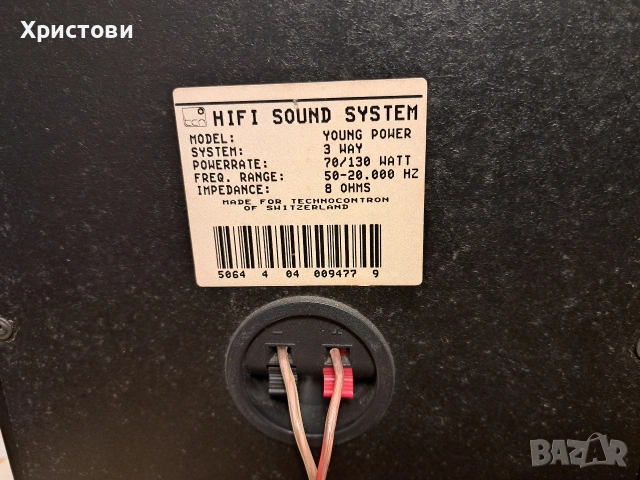 Христови
HIFI SOUND SYSTEM
MODEL: YOUNG POWER
SYSTEM: 3 WAY
POWERRATE: 70/130 WATT
FREQ. RANGE: 50-20.000 HZ
IMPEDANCE: 8 OHMS
MADE FOR TECHNOCONTRON
OF SWITZERLAND
5064 4 04 009477 9
- +
BAZAR